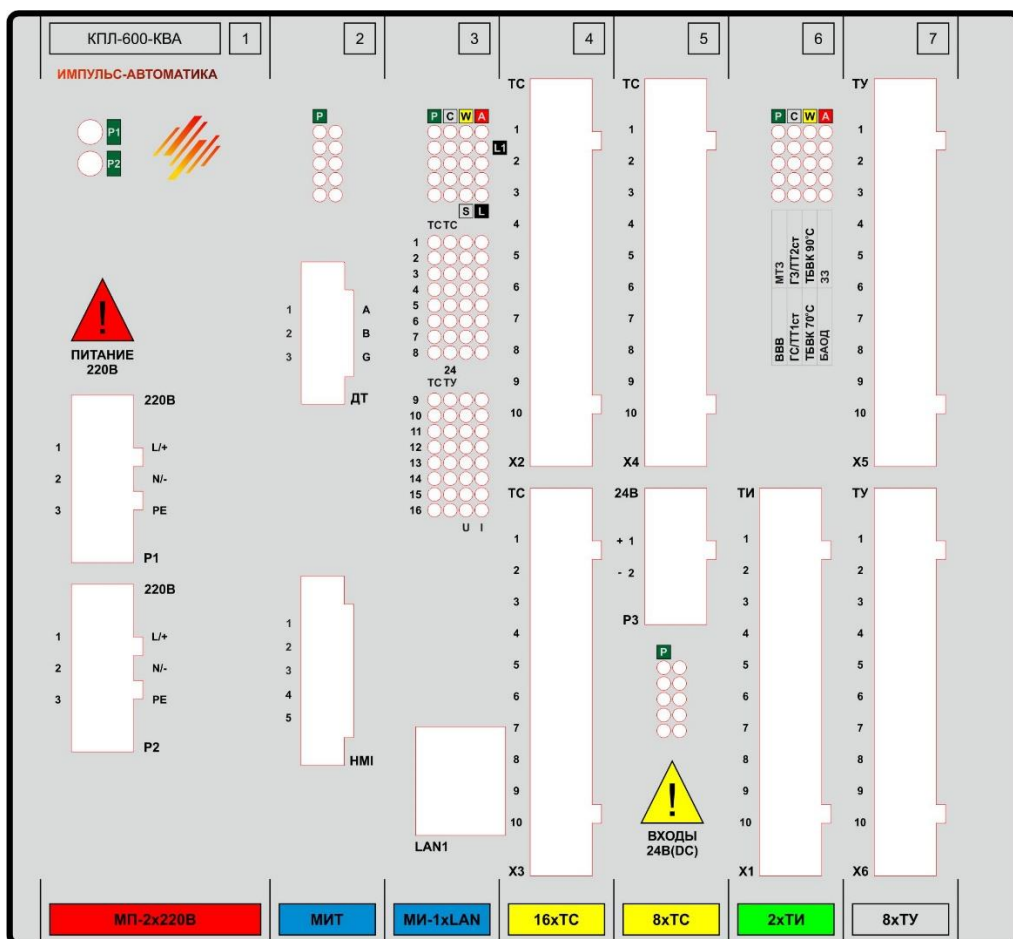 КПЛ-600-КВА 1
ИМПУЛЬС-АВТОМАТИКА
P1
P2
ПИТАНИЕ
220В
220В
1 L/+
2 N/-
3 PE
P1
220В
1 L/+
2 N/-
3 PE
P2
МП-2x220В
2
P
1 A
2 B
3 G
ДТ
1
2
3
4
5
HMI
МИТ
3
P C W A
L1
S L
ТС ТС
1
2
3
4
5
6
7
8
24
ТС ТУ
9
10
11
12
13
14
15
16
U I
LAN1
МИ-1xLAN
4
ТС
1
2
3
4
5
6
7
8
9
10
X2
ТС
1
2
3
4
5
6
7
8
9
10
X3
16xТС
5
ТС
1
2
3
4
5
6
7
8
9
10
X4
24В
+ 1
- 2
P3
P
ВХОДЫ
24В(DC)
8xТС
6
P C W A
МТЗ
ГЗ/ТТ2ст
ТБВК 90°С
ЗЗ
ВВВ
ГС/ТТ1ст
ТБВК 70°С
БАОД
ТИ
1
2
3
4
5
6
7
8
9
10
X1
2xТИ
7
ТУ
1
2
3
4
5
6
7
8
9
10
X5
ТУ
1
2
3
4
5
6
7
8
9
10
X6
8xТУ